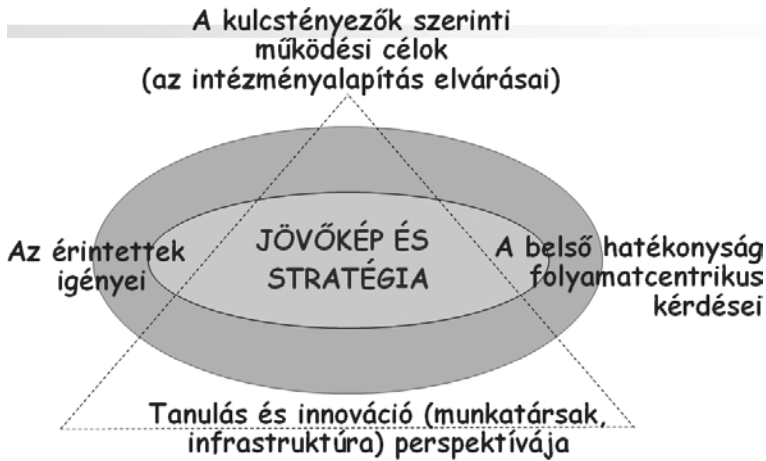 A kulcstényezők szerinti
működési célok
(az intézményalapítás elvárásai)
Az érintettek
igényei
JÖVŐKÉP ÉS
STRATÉGIA
A belső hatékonyság
folyamatcentrikus
kérdései
Tanulás és innováció (munkatársak,
infrastruktúra) perspektívája